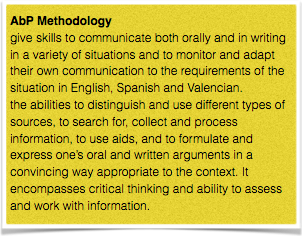 AbP Methodology
give skills to communicate both orally and in writing
in a variety of situations and to monitor and adapt
their own communication to the requirements of the
situation in English, Spanish and Valencian.
the abilities to distinguish and use different types of
sources, to search for, collect and process
information, to use aids, and to formulate and
express one's oral and written arguments in a
convincing way appropriate to the context. It
encompasses critical thinking and ability to assess
and work with information.